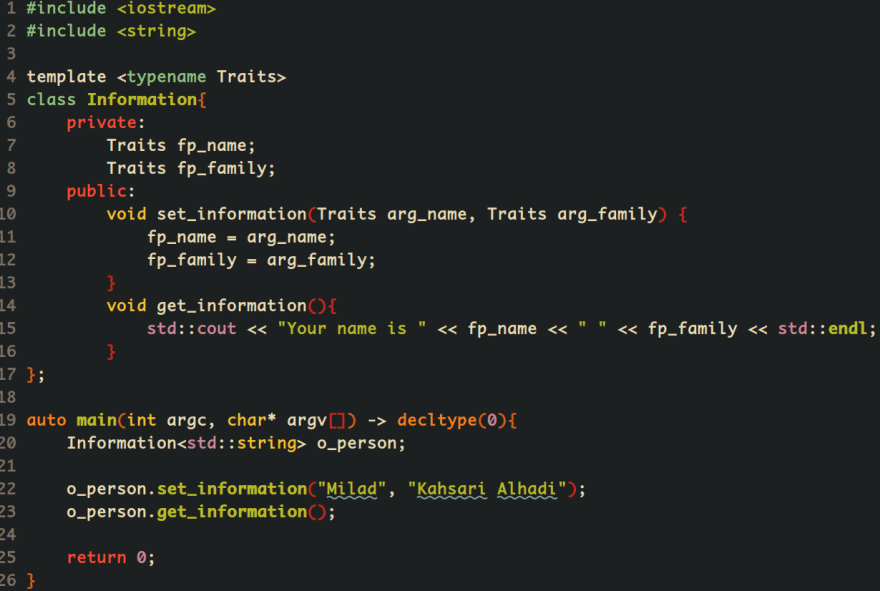 1 #include <iostream>
2 #include <string>
3
4 template <typename Traits>
5 class Information{
6     private:
7         Traits fp_name;
8         Traits fp_family;
9     public:
10         void set_information(Traits arg_name, Traits arg_family) {
11             fp_name = arg_name;
12             fp_family = arg_family;
13         }
14         void get_information(){
15             std::cout << "Your name is " << fp_name << " " << fp_family << std::endl;
16         }
17 };
18
19 auto main(int argc, char* argv[]) -> decltype(0){
20     Information<std::string> o_person;
21
22     o_person.set_information("Milad", "Kahsari Alhadi");
23     o_person.get_information();
24
25     return 0;
26 }